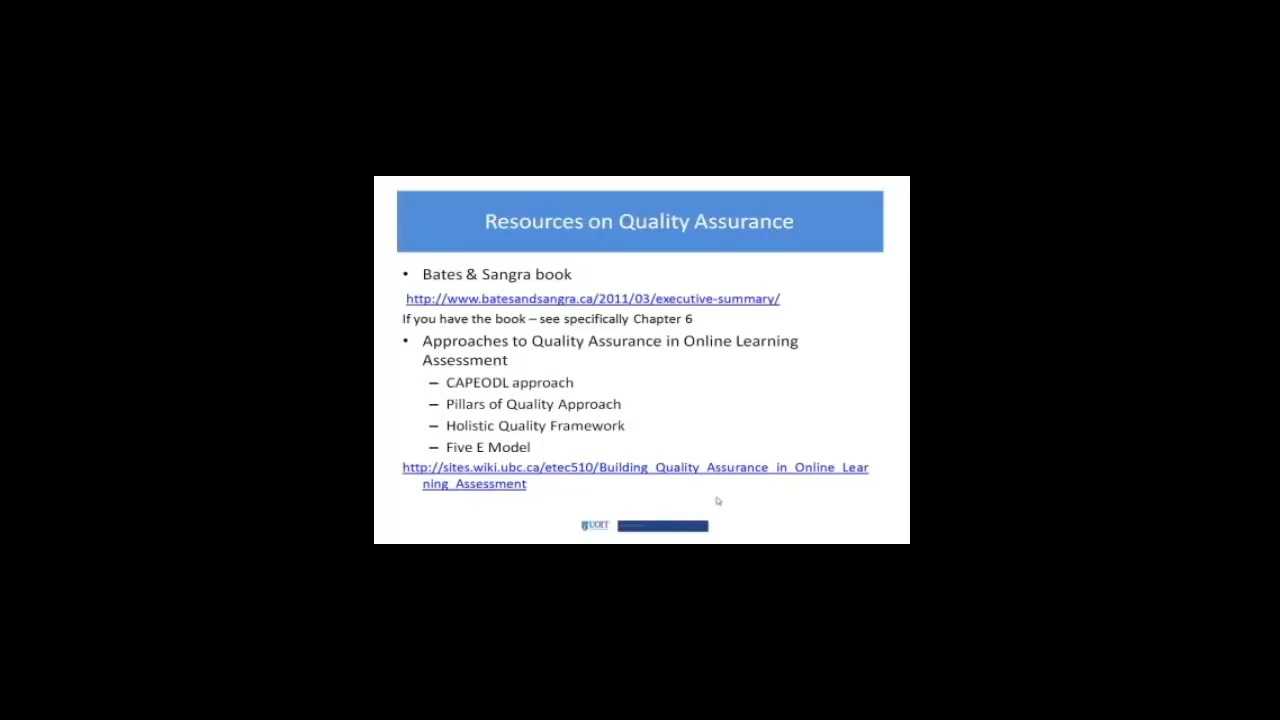 Resources on Quality Assurance
• Bates & Sangra book
http://www.batesandsangra.ca/2011/03/executive-summary/
If you have the book – see specifically Chapter 6
• Approaches to Quality Assurance in Online Learning
Assessment
– CAPEODL approach
– Pillars of Quality Approach
– Holistic Quality Framework
– Five E Model
http://sites.wiki.ubc.ca/etec510/Building_Quality_Assurance_in_Online_Lear
ning_Assessment
UOIT